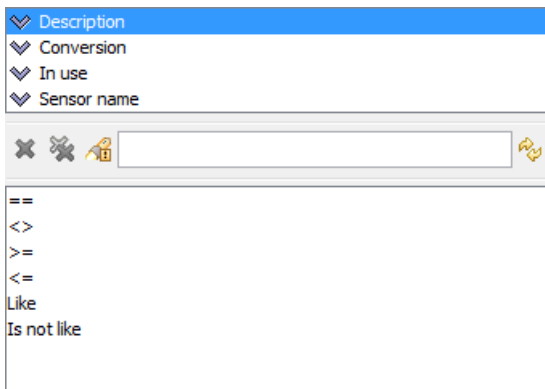 Description
Conversion
In use
Sensor name
==
<>
>=
<=
Like
Is not like